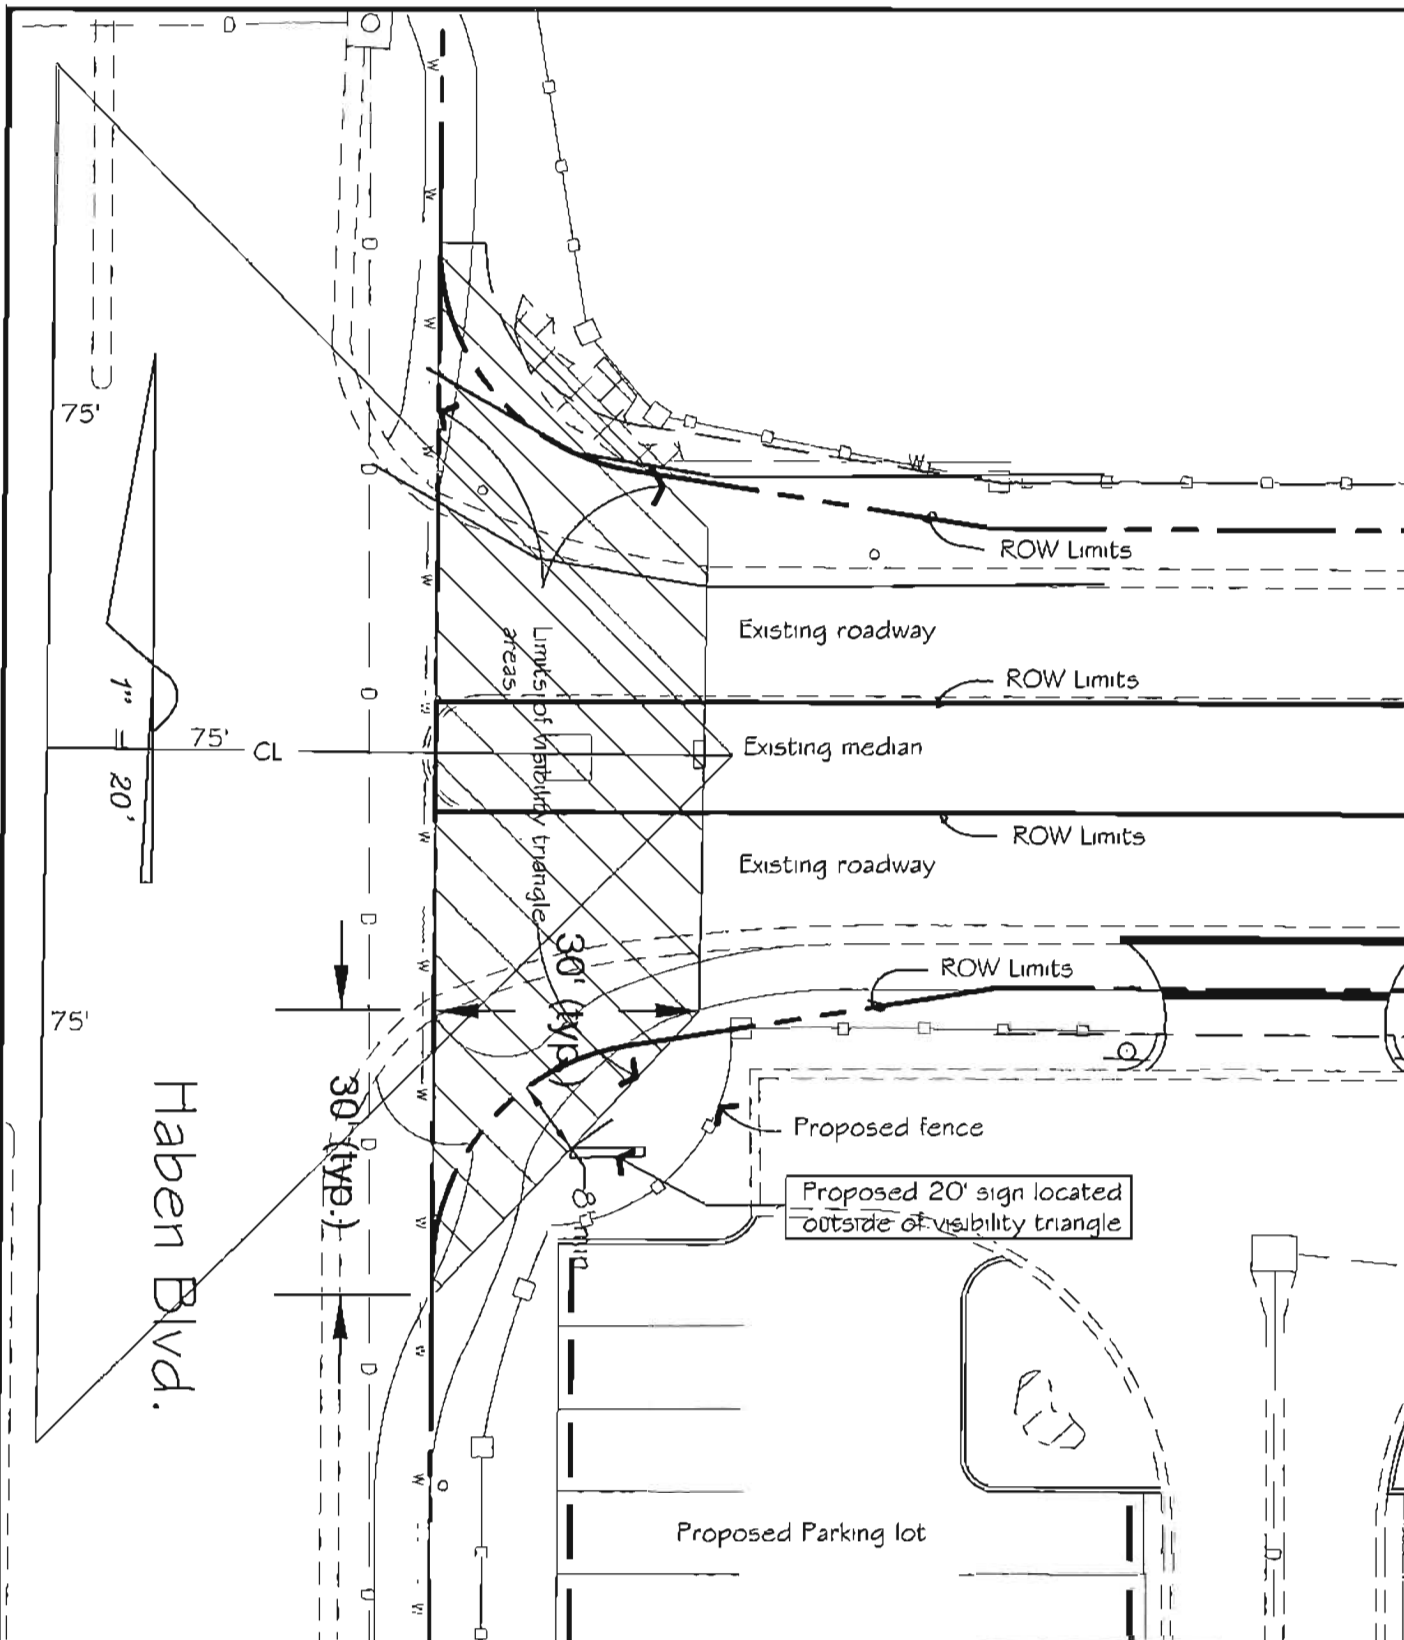 D
W
W
D
W
75'
W
D
W
ROW Limits
W
Existing roadway
Limits of visibility triangle
areas
ROW Limits
D
W
1" = 20'
75'
CL
Existing median
W
ROW Limits
Existing roadway
D
30' (typ.)
W
ROW Limits
75'
30' (typ.)
W
D
Haben Blvd.
Proposed fence
Proposed 20' sign located
outside of visibility triangle
8' min
W
W
D
W
Proposed Parking lot
D
D
W